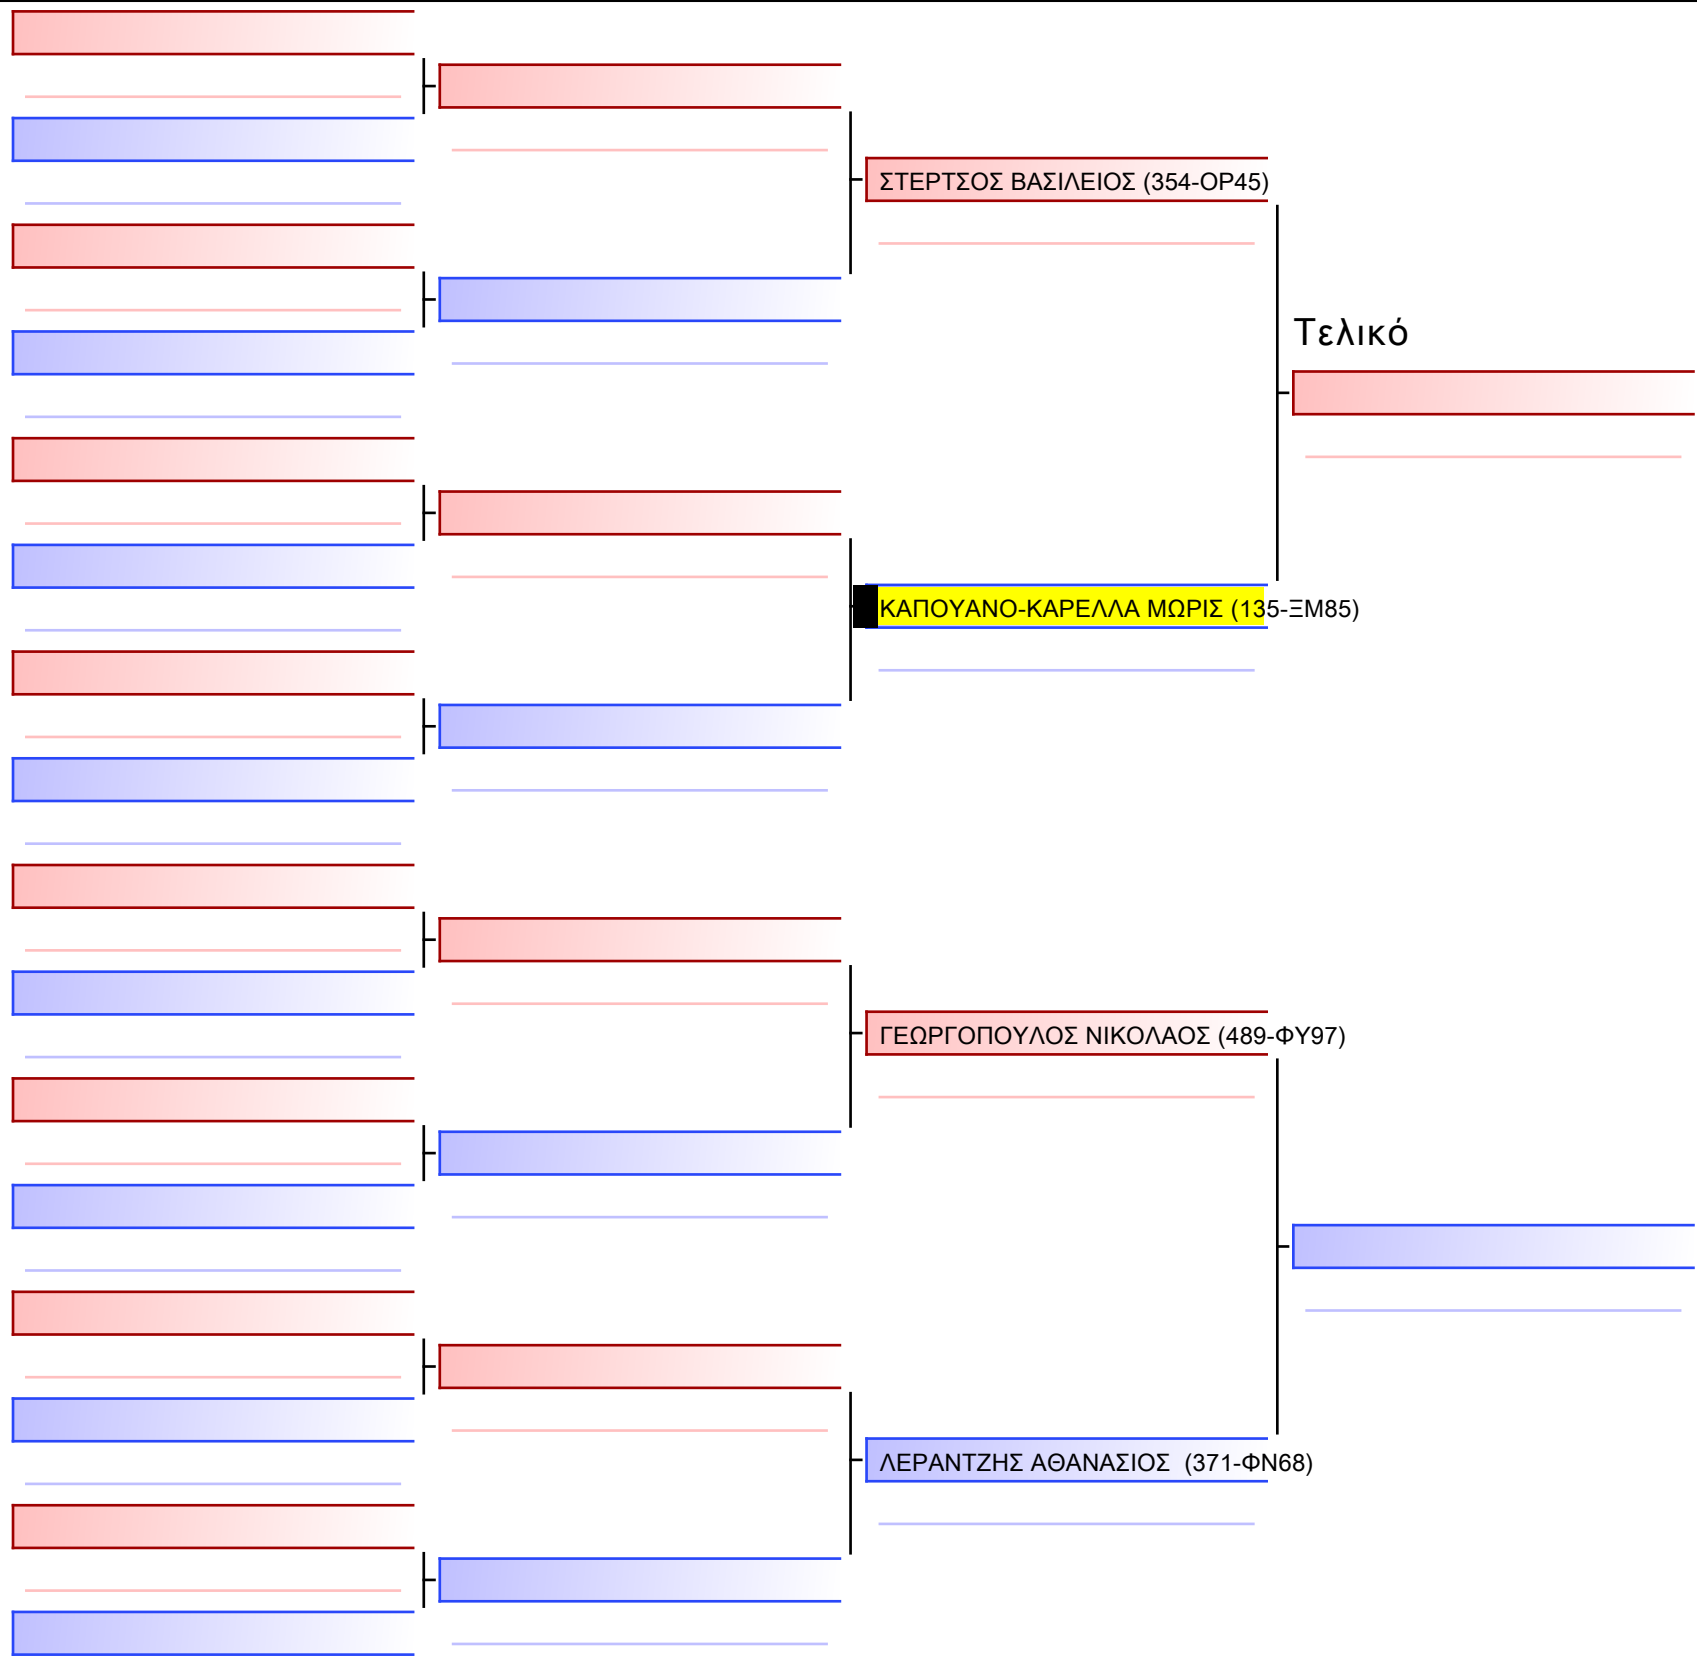 ΣΤΕΡΤΣΟΣ ΒΑΣΙΛΕΙΟΣ (354-ΟΡ45)
Τελικό
ΚΑΠΟΥΑΝΟ-ΚΑΡΕΛΛΑ ΜΩΡΙΣ (135-ΞΜ85)
ΓΕΩΡΓΟΠΟΥΛΟΣ ΝΙΚΟΛΑΟΣ (489-ΦΥ97)
ΛΕΡΑΝΤΖΗΣ ΑΘΑΝΑΣΙΟΣ  (371-ΦΝ68)